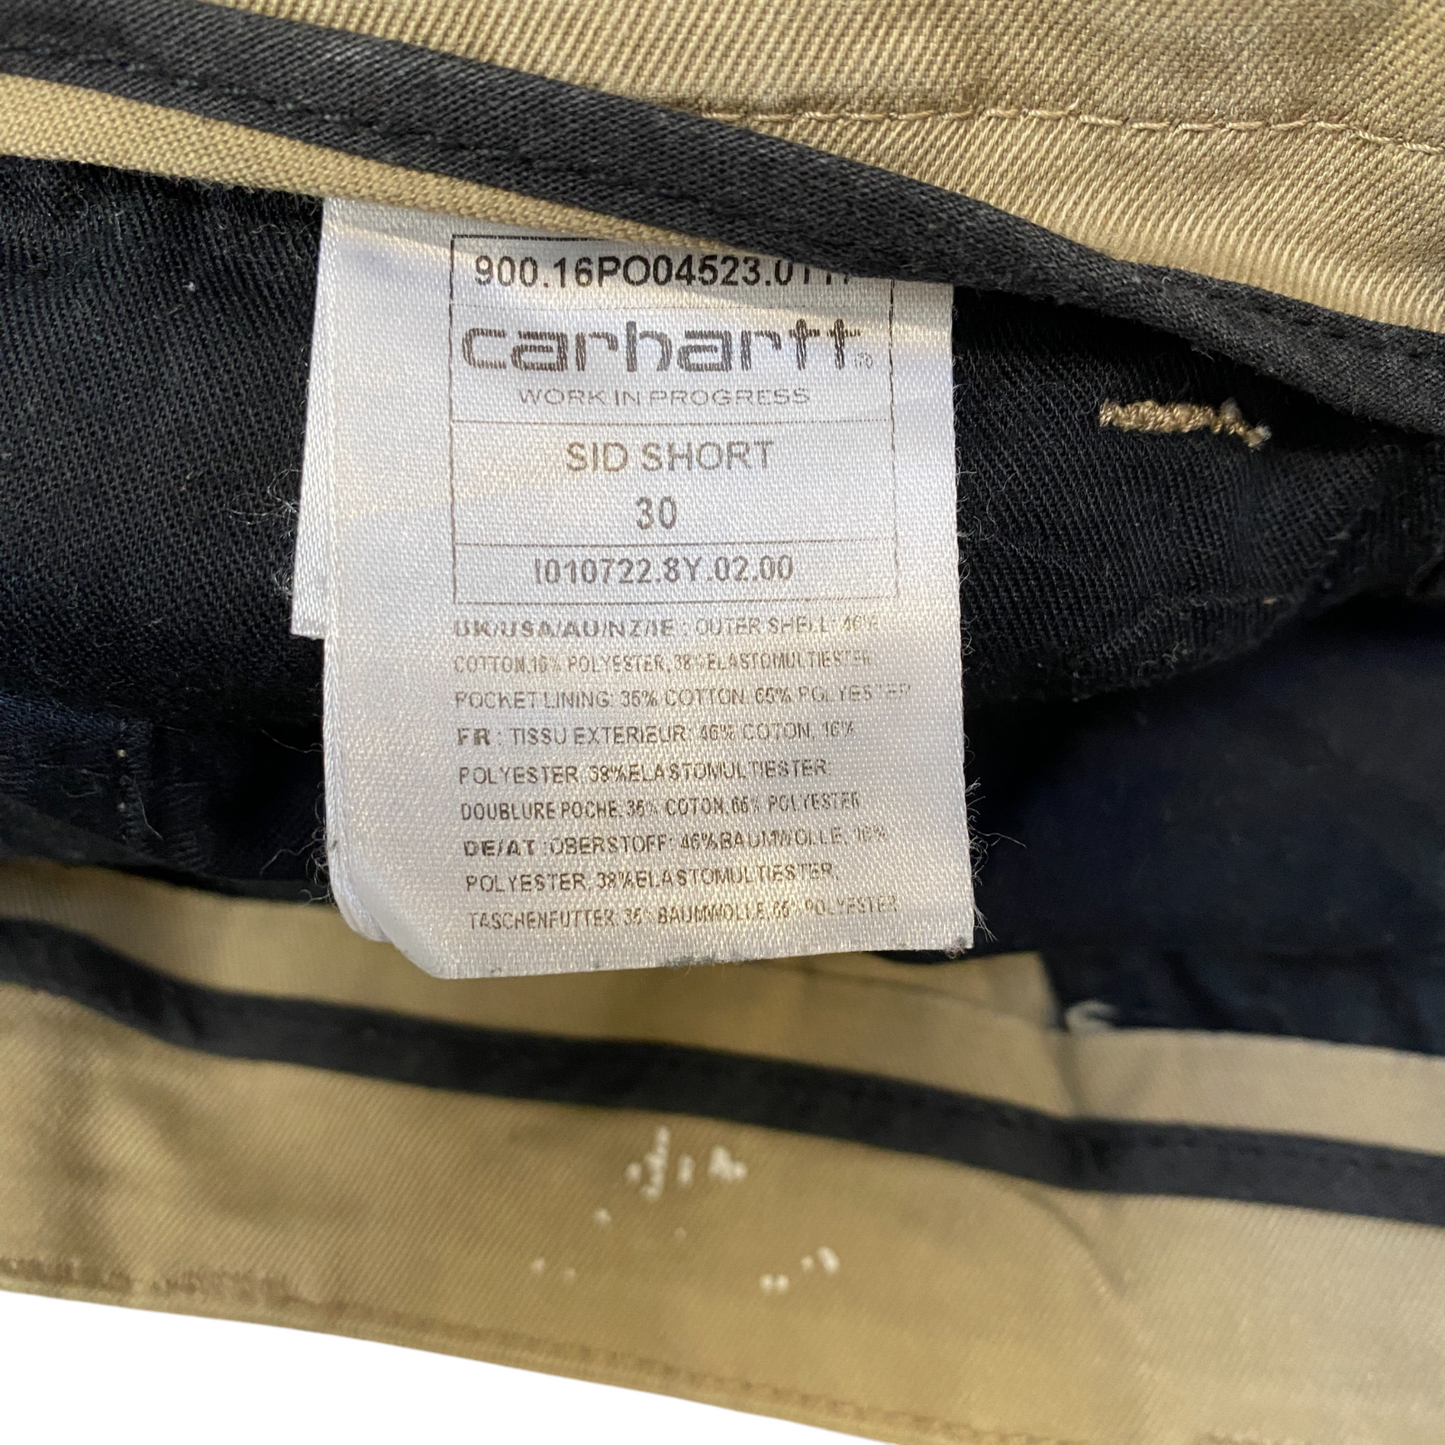 900.16PO04523.0
carhartt®
WORK IN PROGRESS
SID SHORT
30
I010722.8Y.02.00
UK/USA/AU/NZ/IE : OUTER SHELL: 46%
COTTON,16% POLYESTER, 38%ELASTOMULTIESTER
POCKET LINING: 35% COTTON. 65% POLYESTER
FR : TISSU EXTERIEUR: 46% COTON, 16%
POLYESTER, 38%ELASTOMULTIESTER
DOUBLURE POCHE: 35% COTON, 65% POLYESTER
DE/AT :OBERSTOFF: 46%BAUMWOLLE, 16%
POLYESTER, 38%ELASTOMULTIESTER,
TASCHENFUTTER: 35% BAUMWOLLE,65% POLYESTER